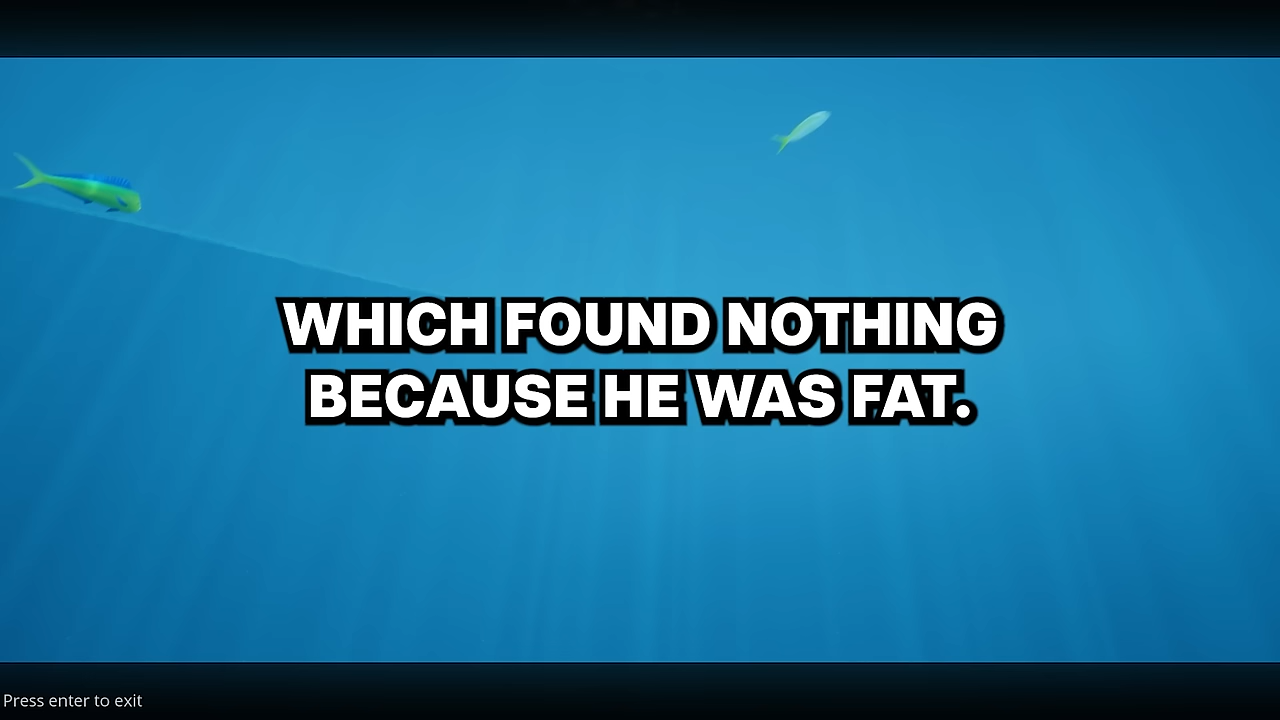 WHICH FOUND NOTHING
BECAUSE HE WAS FAT.
Press enter to exit